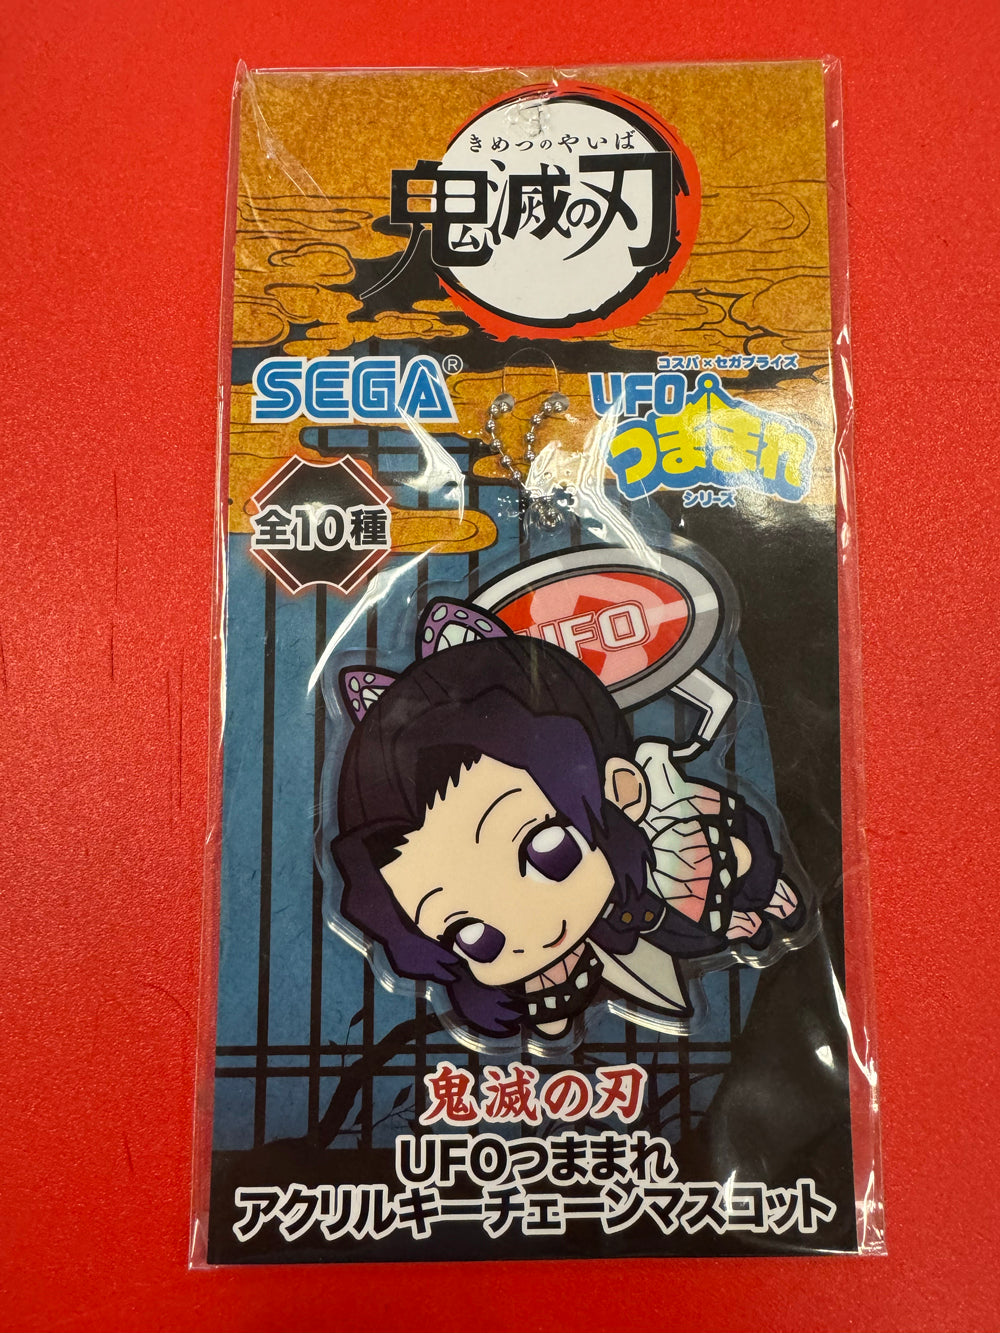 きめつのやいば
鬼滅の刃
SEGA®
コスパ×セガプライズ
UFO
つままれ
シリーズ
全10種
UFO
鬼滅の刃
UFOつままれ
アクリルキーチェーンマスコット